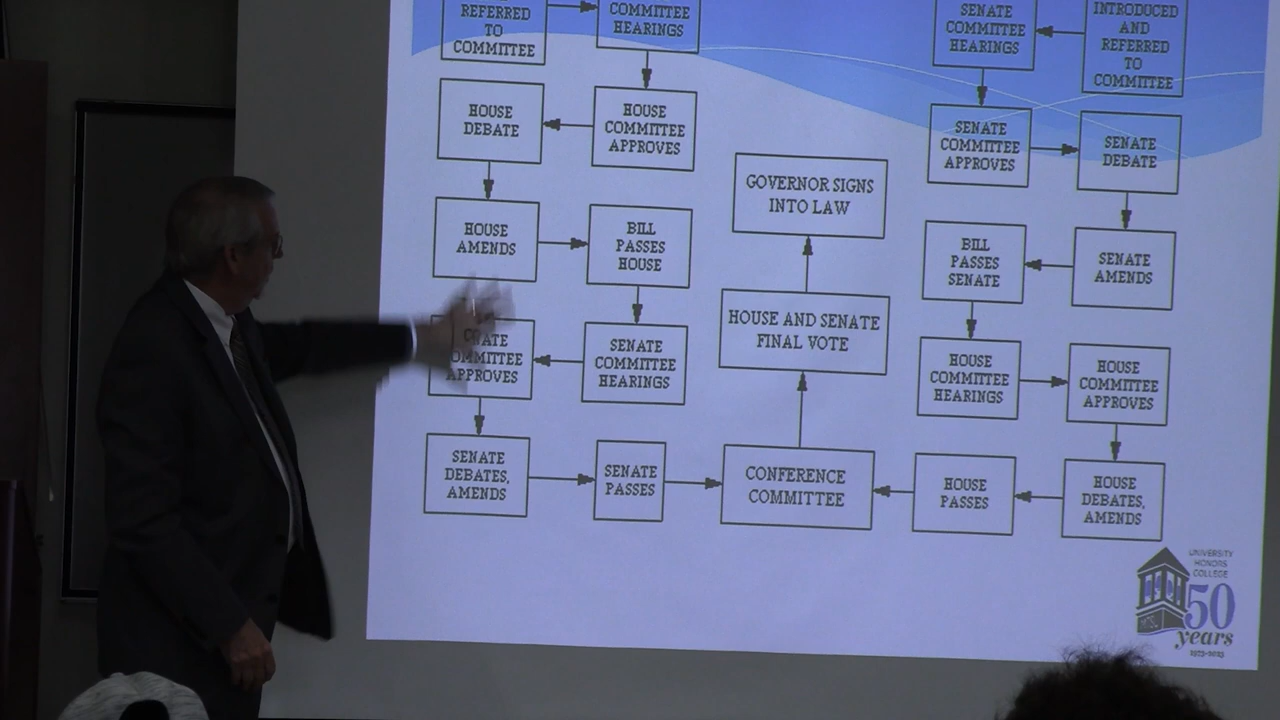 REFERRED
TO
COMMITTEE
COMMITTEE
HEARINGS
HOUSE
DEBATE
HOUSE
COMMITTEE
APPROVES
HOUSE
AMENDS
BILL
PASSES
HOUSE
APPROVES
SENATE
COMMITTEE
HEARINGS
SENATE
DEBATES,
AMENDS
SENATE
PASSES
GOVERNOR SIGNS
INTO LAW
HOUSE AND SENATE
FINAL VOTE
CONFERENCE
COMMITTEE
SENATE
COMMITTEE
HEARINGS
INTRODUCED
AND
REFERRED
TO
COMMITTEE
SENATE
COMMITTEE
APPROVES
SENATE
DEBATE
BILL
PASSES
SENATE
SENATE
AMENDS
HOUSE
COMMITTEE
HEARINGS
HOUSE
COMMITTEE
APPROVES
HOUSE
PASSES
HOUSE
DEBATES,
AMENDS
UNIVERSITY
HONORS
COLLEGE
50
years